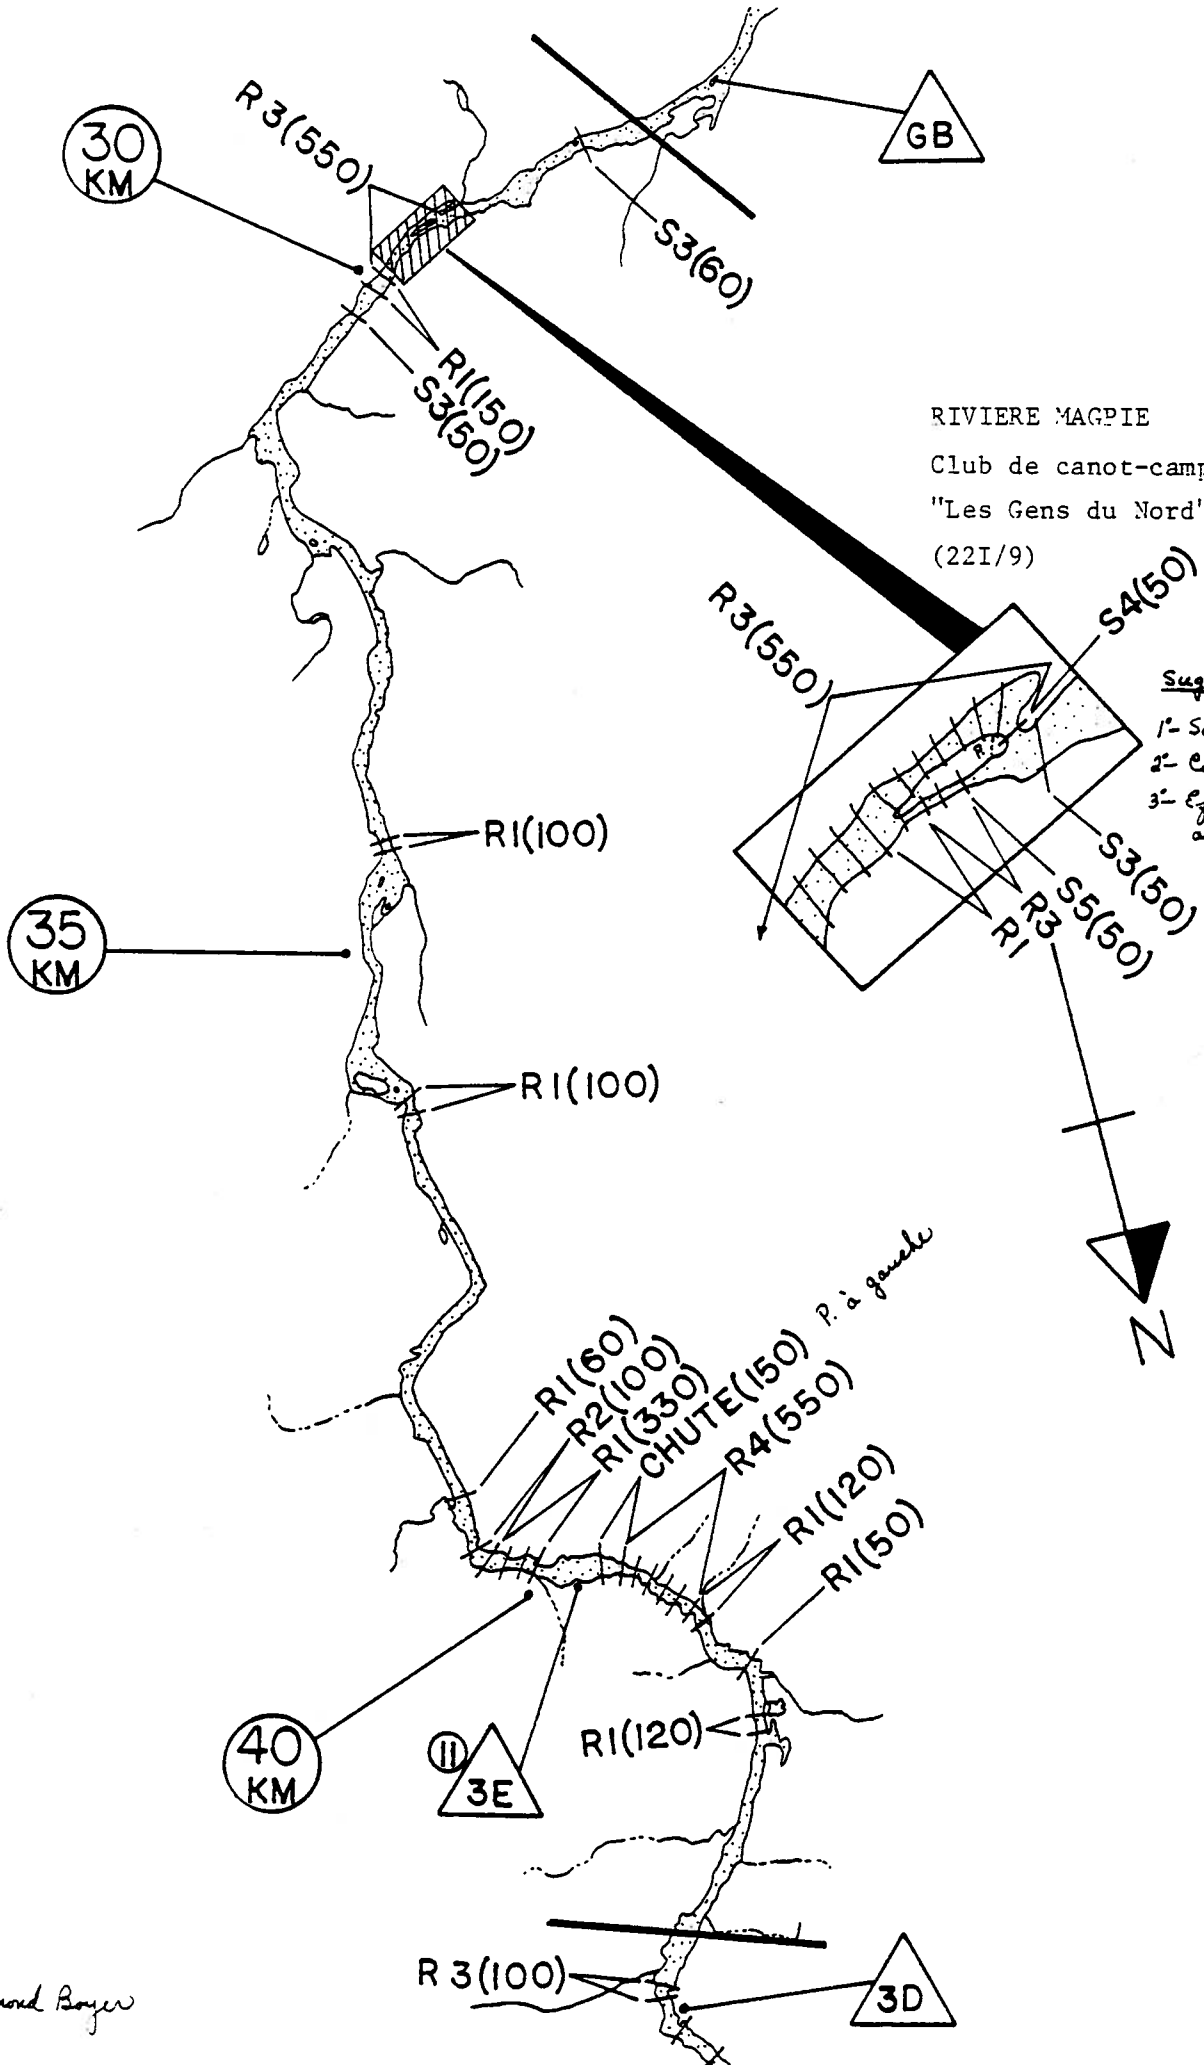 GB
30
KM
R3(550)
S3(60)
R1(150)
S3(50)
RIVIERE MAGPIE
Club de canot-camp
"Les Gens du Nord"
(22I/9)
S4(50)
R3(550)
R
S3(50)
S5(50)
R3
R1
R1(100)
35
KM
R1(100)
N
P. à gauche
R1(60)
R2(100)
R1(330)
CHUTE(150)
R4(550)
R1(120)
R1(50)
40
KM
11
3E
R1(120)
R3(100)
3D
Boyer